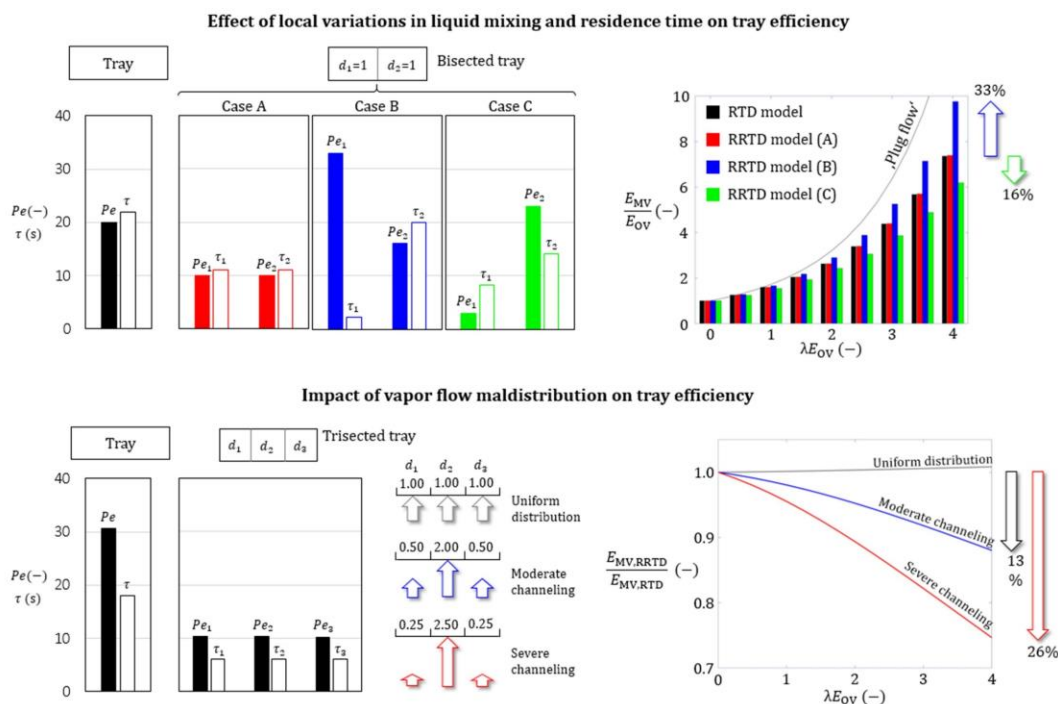 Effect of local variations in liquid mixing and residence time on tray efficiency
Tray
d₁=1 d₂=1
Bisected tray
Case A Case B Case C
40
30
20
10
0
Pe(−)
τ (s)
Pe τ
Pe₁ τ₁ Pe₂ τ₂
Pe₁ τ₁ Pe₂ τ₂
Pe₁ τ₁ Pe₂ τ₂
10
8
6
4
2
0
E_MV/E_OV (−)
RTD model
RRTD model (A)
RRTD model (B)
RRTD model (C)
‚Plug flow‘
33%
16%
0 1 2 3 4
λE_OV (−)
Impact of vapor flow maldistribution on tray efficiency
Tray
d₁ d₂ d₃
Trisected tray
40
30
20
10
0
Pe(−)
τ (s)
Pe τ
Pe₁ τ₁ Pe₂ τ₂ Pe₃ τ₃
d₁ d₂ d₃
1.00 1.00 1.00
Uniform
distribution
0.50 2.00 0.50
Moderate
channeling
0.25 2.50 0.25
Severe
channeling
1.0
0.9
0.8
0.7
E_MV,RRTD/E_MV,RTD (−)
Uniform distribution
Moderate channeling
Severe channeling
13
%
26%
0 1 2 3 4
λE_OV (−)